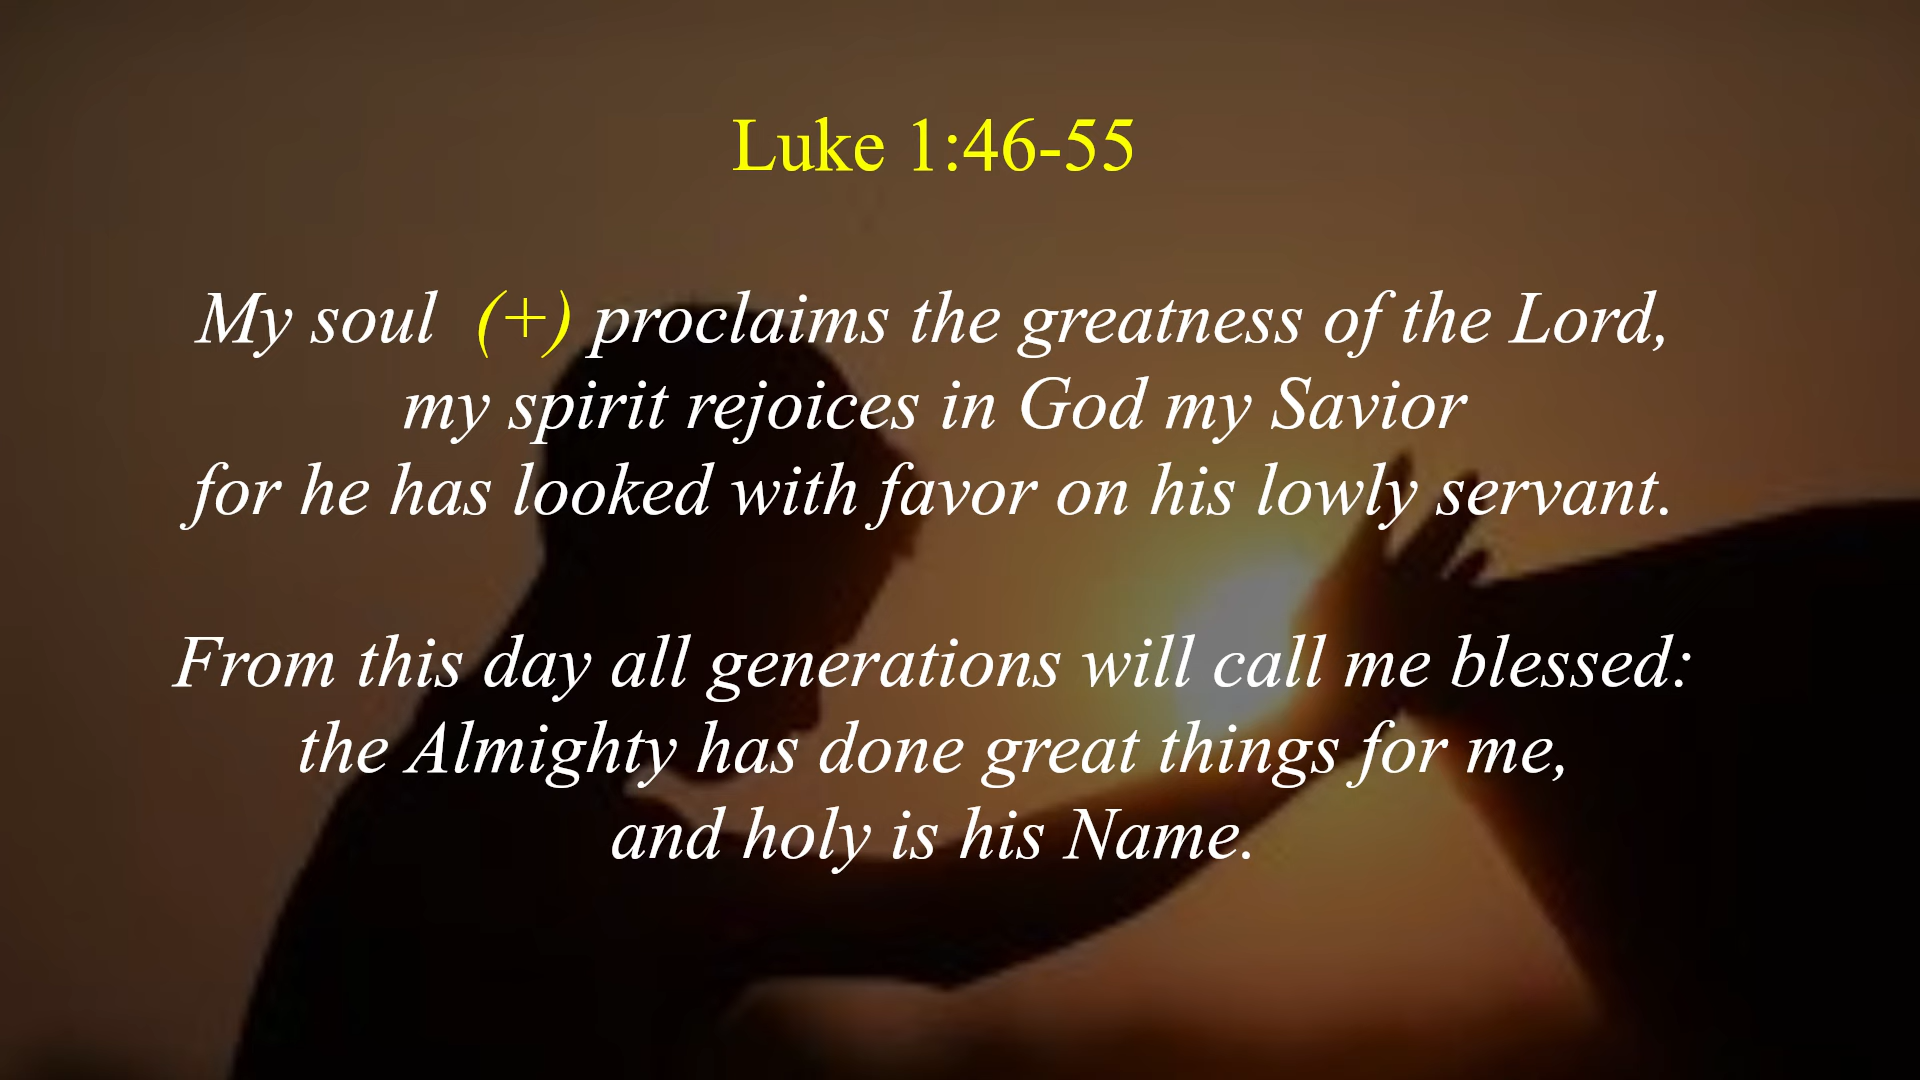 Luke 1:46-55
My soul (+) proclaims the greatness of the Lord,
my spirit rejoices in God my Savior
for he has looked with favor on his lowly servant.
From this day all generations will call me blessed:
the Almighty has done great things for me,
and holy is his Name.